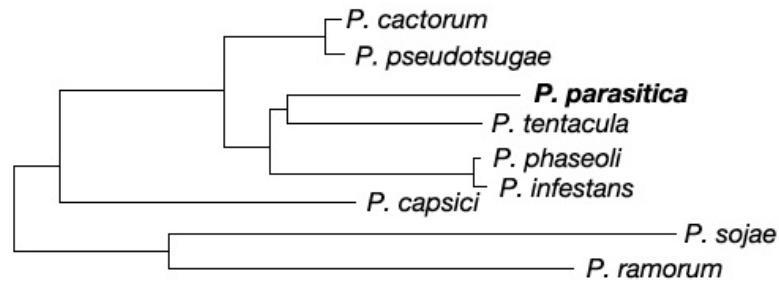 P. cactorum
P. pseudotsugae
P. parasitica
P. tentacula
P. phaseoli
P. infestans
P. capsici
P. sojae
P. ramorum